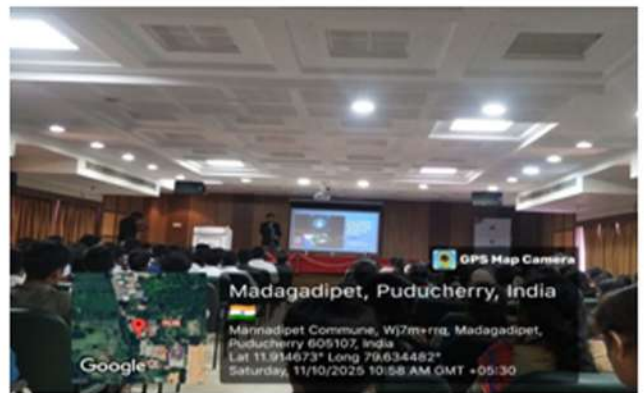 GPS Map Camera
Madagadipet, Puducherry, India
Mannadipet Commune, Wj7m+rrq, Madagadipet,
Puducherry 605107, India
Lat 11.914673° Long 79.634482°
Saturday, 11/10/2025 10:58 AM GMT +05:30
Google